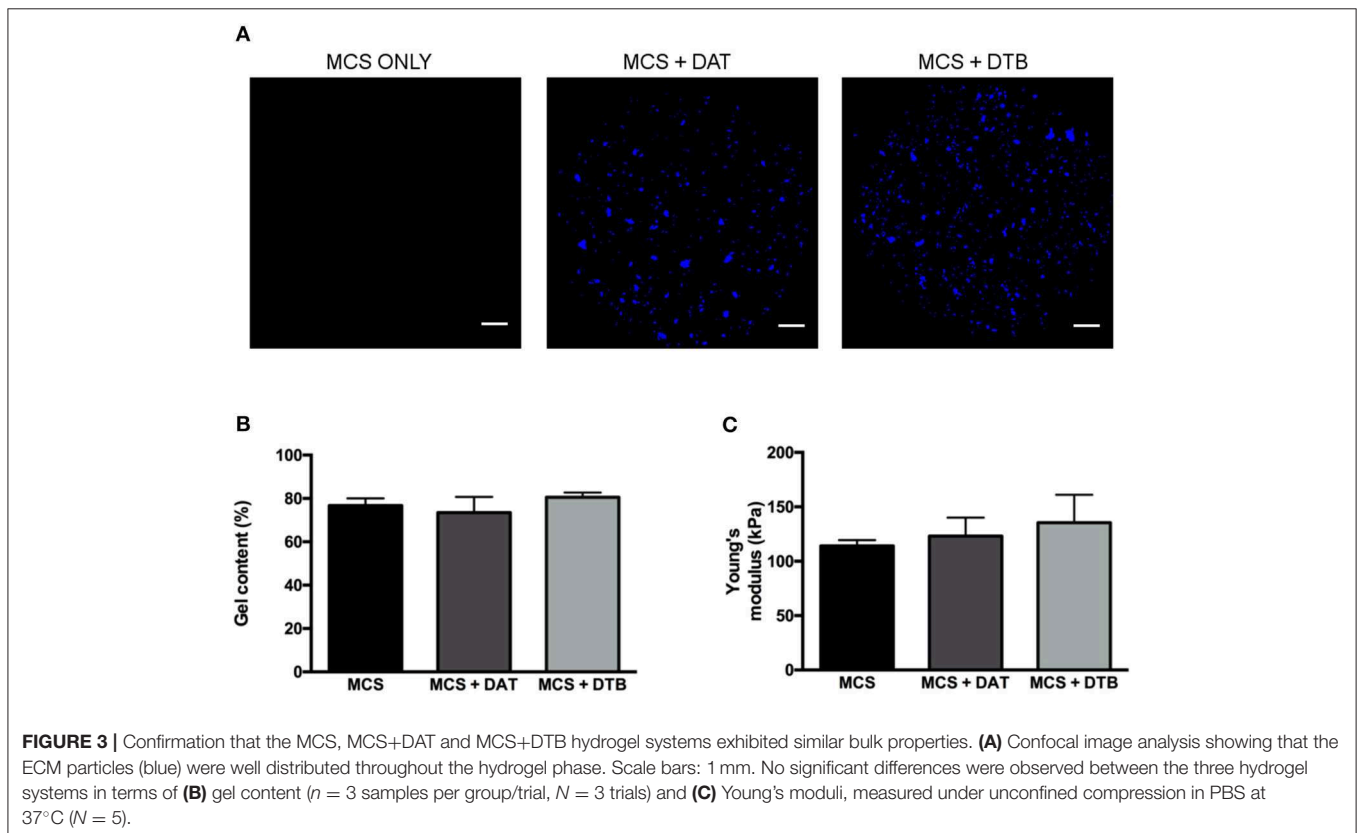 A
MCS ONLY
MCS + DAT
MCS + DTB
B
Gel content (%)
100
80
60
40
20
0
MCS
MCS + DAT
MCS + DTB
C
Young's
modulus (kPa)
200
150
100
50
0
MCS
MCS + DAT
MCS + DTB
FIGURE 3 | Confirmation that the MCS, MCS+DAT and MCS+DTB hydrogel systems exhibited similar bulk properties. (A) Confocal image analysis showing that the
ECM particles (blue) were well distributed throughout the hydrogel phase. Scale bars: 1 mm. No significant differences were observed between the three hydrogel
systems in terms of (B) gel content (n = 3 samples per group/trial, N = 3 trials) and (C) Young's moduli, measured under unconfined compression in PBS at
37°C (N = 5).